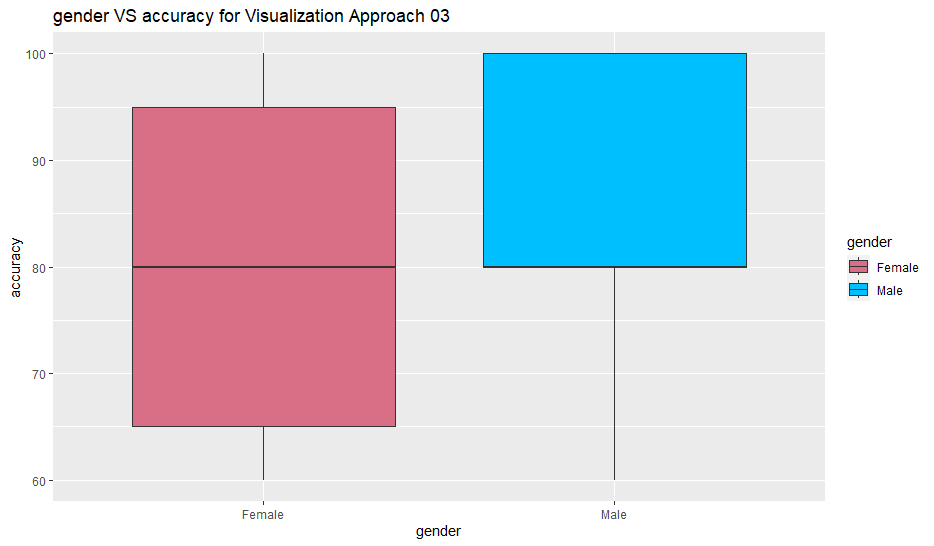 gender VS accuracy for Visualization Approach 03
accuracy
100
90
80
70
60
Female
Male
gender
gender
Female
Male